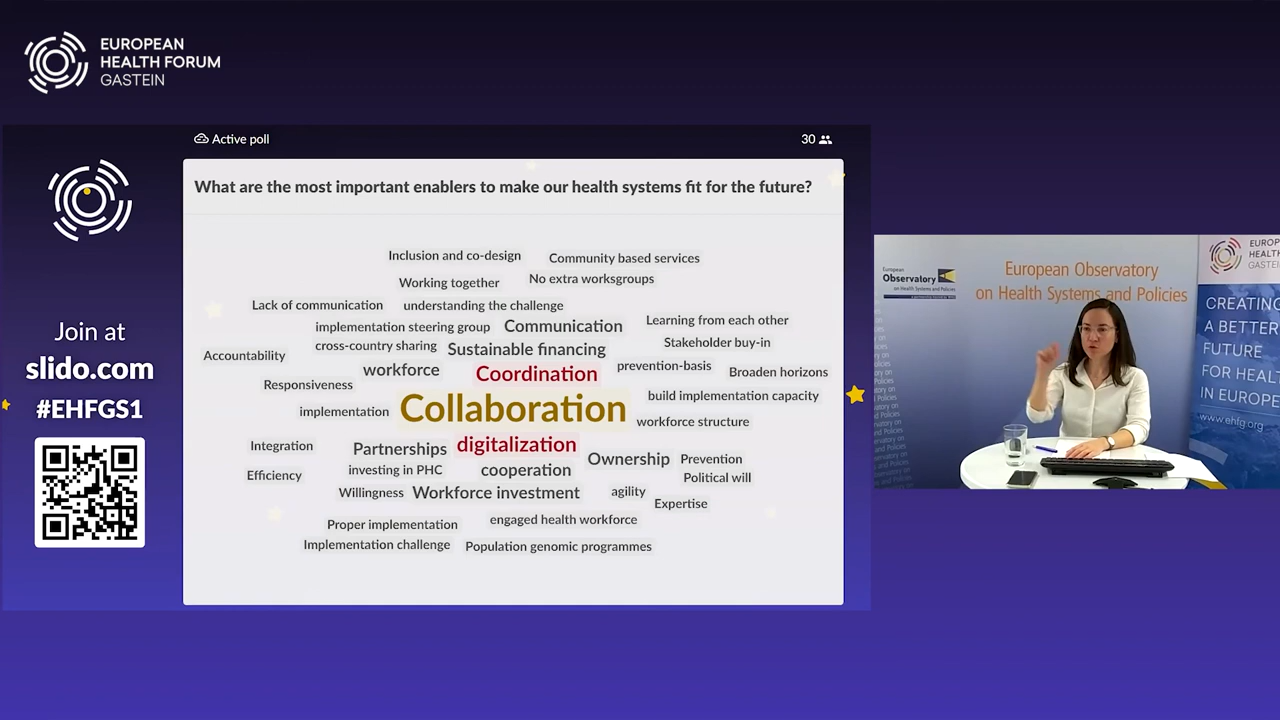 EUROPEAN
HEALTH FORUM
GASTEIN
Active poll
30
What are the most important enablers to make our health systems fit for the future?
Inclusion and co-design
Community based services
Working together
No extra worksgroups
Lack of communication
understanding the challenge
implementation steering group
Communication
Learning from each other
cross-country sharing
Sustainable financing
Stakeholder buy-in
Accountability
workforce
Coordination
prevention-basis
Broaden horizons
Responsiveness
build implementation capacity
implementation
Collaboration
workforce structure
Integration
Partnerships
digitalization
Ownership
Prevention
Efficiency
investing in PHC
cooperation
Political will
Willingness
Workforce investment
agility
Expertise
Proper implementation
engaged health workforce
Implementation challenge
Population genomic programmes
Join at
slido.com
#EHFGS1
European
Observatory
on Health Systems and Policies
European Observatory
on Health Systems and Policies
EUROPE
HEALTH
GASTEI
CREATING
A BETTER
FUTURE
FOR HEALT
IN EUROPE
www.ehfg.org